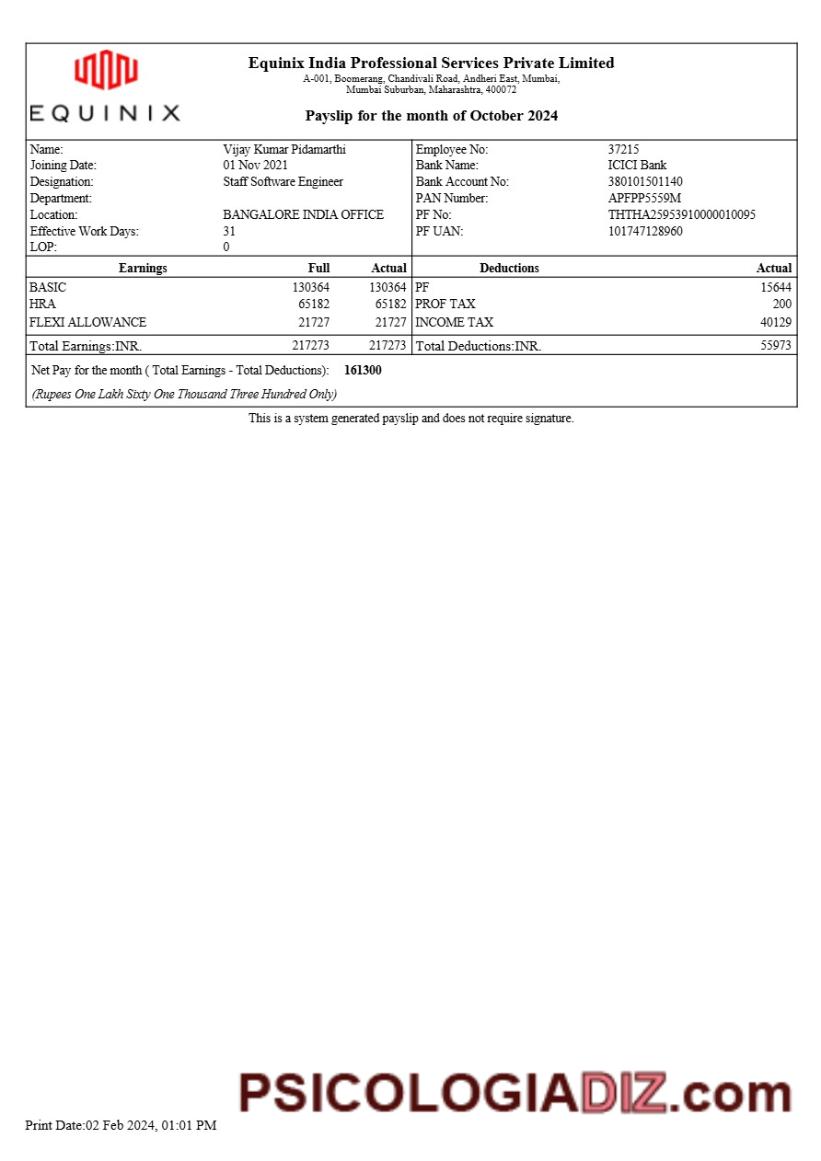 EQUINIX
Equinix India Professional Services Private Limited
A-001, Boomerang, Chandivali Road, Andheri East, Mumbai,
Mumbai Suburban, Maharashtra, 400072
Payslip for the month of October 2024
Name: Vijay Kumar Pidamarthi Employee No: 37215
Joining Date: 01 Nov 2021 Bank Name: ICICI Bank
Designation: Staff Software Engineer Bank Account No: 380101501140
Department: PAN Number: APFPP5559M
Location: BANGALORE INDIA OFFICE PF No: THTHA25953910000010095
Effective Work Days: 31 PF UAN: 101747128960
LOP: 0
Earnings Full Actual Deductions Actual
BASIC 130364 130364 PF 15644
HRA 65182 65182 PROF TAX 200
FLEXI ALLOWANCE 21727 21727 INCOME TAX 40129
Total Earnings:INR. 217273 217273 Total Deductions:INR. 55973
Net Pay for the month ( Total Earnings - Total Deductions): 161300
(Rupees One Lakh Sixty One Thousand Three Hundred Only)
This is a system generated payslip and does not require signature.
PSICOLOGIADIZ.com
Print Date:02 Feb 2024, 01:01 PM